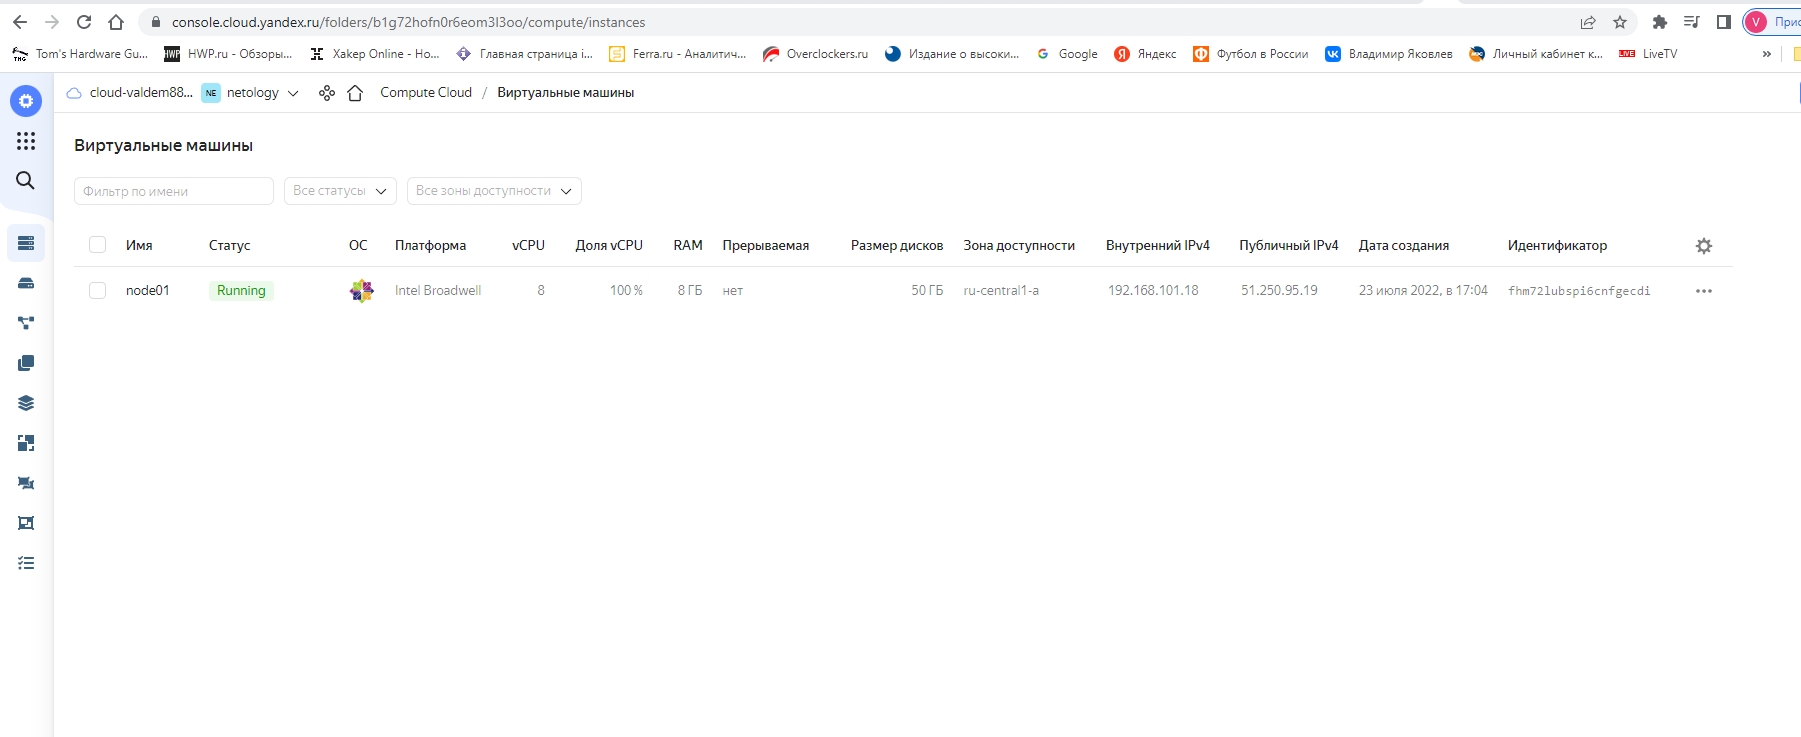 console.cloud.yandex.ru/folders/b1g72hofn0r6eom3l3oo/compute/instances
V Прис
Tom's Hardware Gu... HWP HWP.ru - Обзоры... Хакер Online - Но... Главная страница i... Ferra.ru - Аналитич... Overclockers.ru Издание о высоки... Google Яндекс Футбол в России Владимир Яковлев Личный кабинет к... LIVE LiveTV »
cloud-valdem88... NE netology Compute Cloud / Виртуальные машины
Виртуальные машины
Фильтр по имени Все статусы Все зоны доступности
Имя Статус ОС Платформа vCPU Доля vCPU RAM Прерываемая Размер дисков Зона доступности Внутренний IPv4 Публичный IPv4 Дата создания Идентификатор
node01 Running Intel Broadwell 8 100 % 8 ГБ нет 50 ГБ ru-central1-a 192.168.101.18 51.250.95.19 23 июля 2022, в 17:04 fhm72lubspi6cnfgecdi